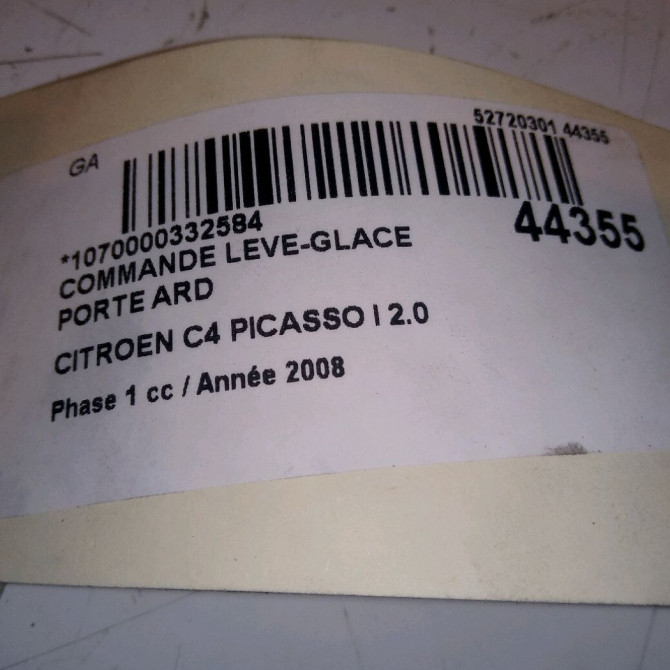 52720301 44355
GA
*1070000332584
44355
COMMANDE LEVE-GLACE
PORTE ARD
CITROEN C4 PICASSO I 2.0
Phase 1 cc / Année 2008